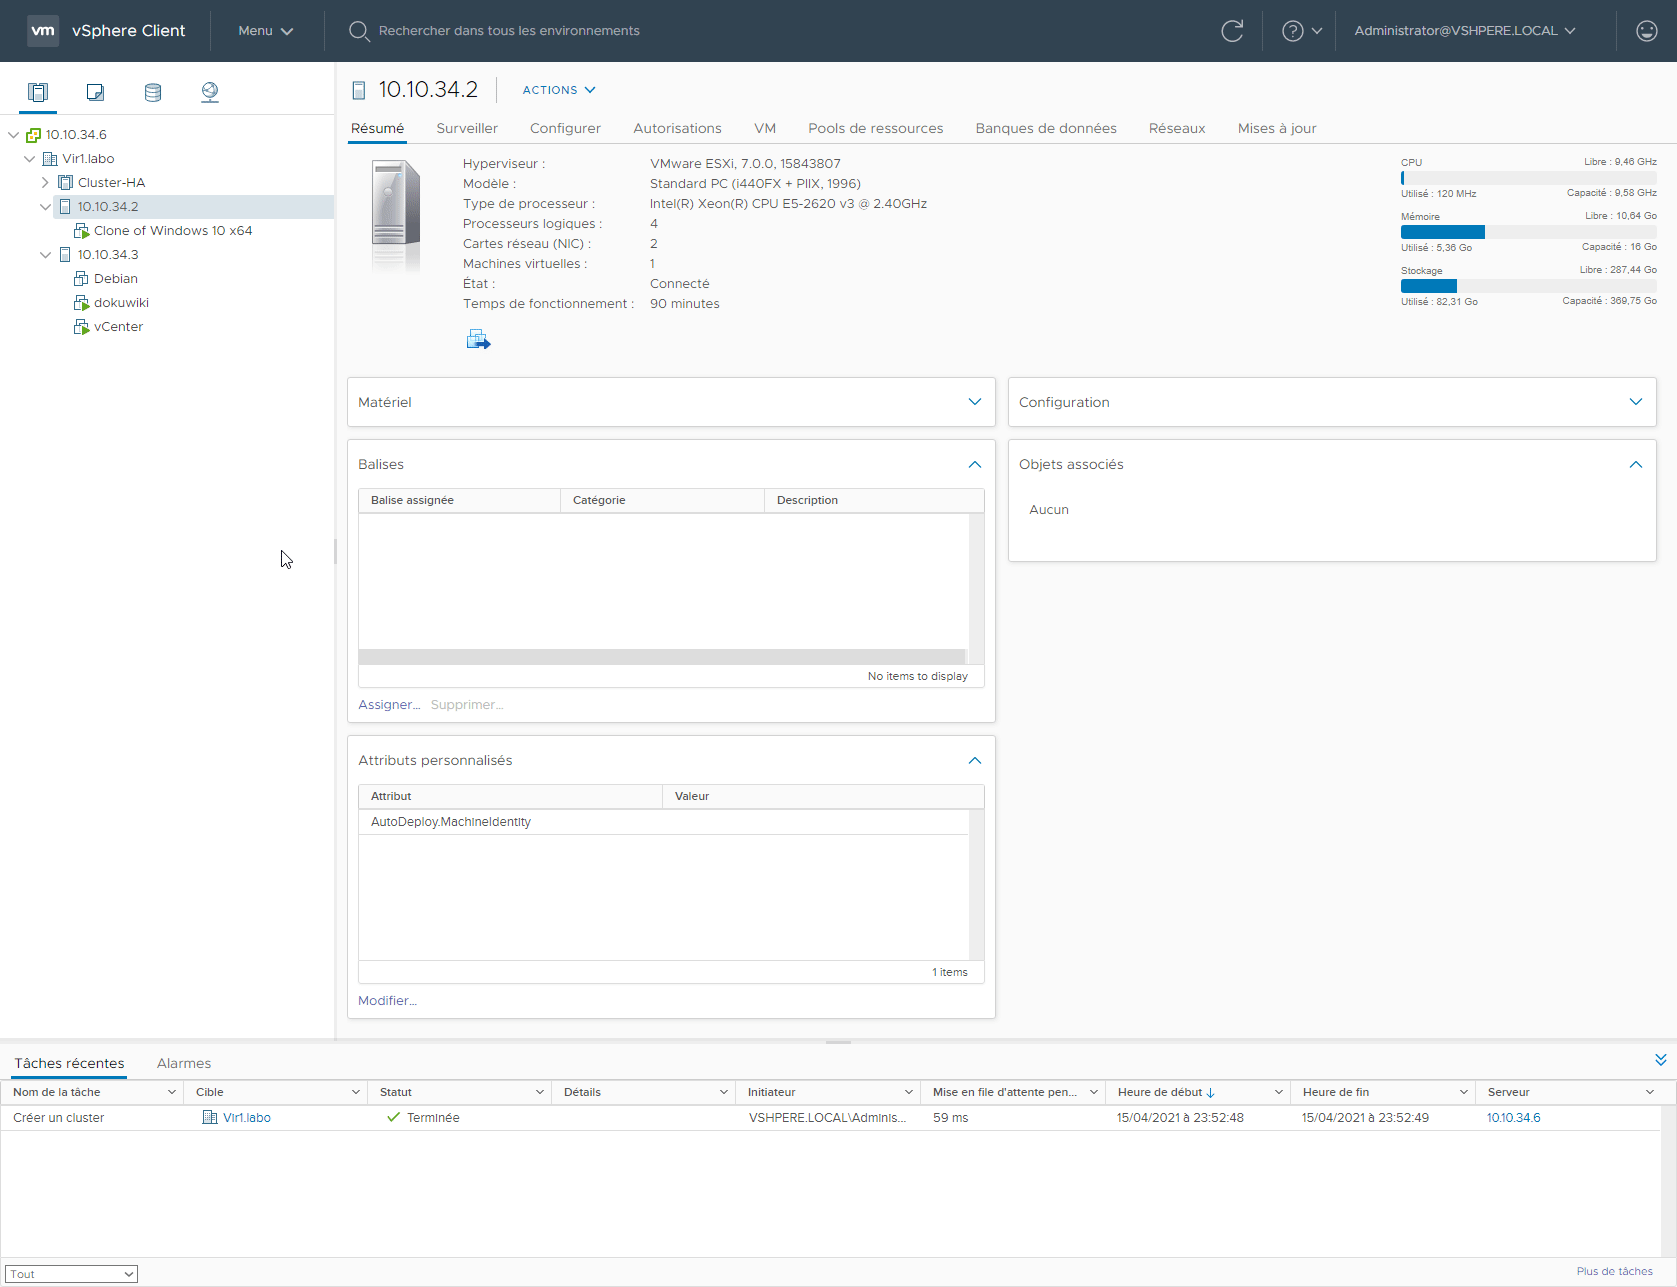 vm vSphere Client Menu Rechercher dans tous les environnements Administrator@VSHPERE.LOCAL
10.10.34.6
Vir1.labo
Cluster-HA
10.10.34.2
Clone of Windows 10 x64
10.10.34.3
Debian
dokuwiki
vCenter
10.10.34.2 ACTIONS
Résumé Surveiller Configurer Autorisations VM Pools de ressources Banques de données Réseaux Mises à jour
Hyperviseur : VMware ESXi, 7.0.0, 15843807
Modèle : Standard PC (i440FX + PIIX, 1996)
Type de processeur : Intel(R) Xeon(R) CPU E5-2620 v3 @ 2.40GHz
Processeurs logiques : 4
Cartes réseau (NIC) : 2
Machines virtuelles : 1
État : Connecté
Temps de fonctionnement : 90 minutes
CPU Libre : 9,46 GHz
Utilisé : 120 MHz Capacité : 9,58 GHz
Mémoire Libre : 10,64 Go
Utilisé : 5,36 Go Capacité : 16 Go
Stockage Libre : 287,44 Go
Utilisé : 82,31 Go Capacité : 369,75 Go
Matériel
Configuration
Balises
Balise assignée Catégorie Description
No items to display
Assigner... Supprimer...
Objets associés
Aucun
Attributs personnalisés
Attribut Valeur
AutoDeploy.MachineIdentity
1 items
Modifier...
Tâches récentes Alarmes
Nom de la tâche Cible Statut Détails Initiateur Mise en file d'attente pen... Heure de début Heure de fin Serveur
Créer un cluster Vir1.labo Terminée VSHPERE.LOCAL\Adminis... 59 ms 15/04/2021 à 23:52:48 15/04/2021 à 23:52:49 10.10.34.6
Tout Plus de tâches